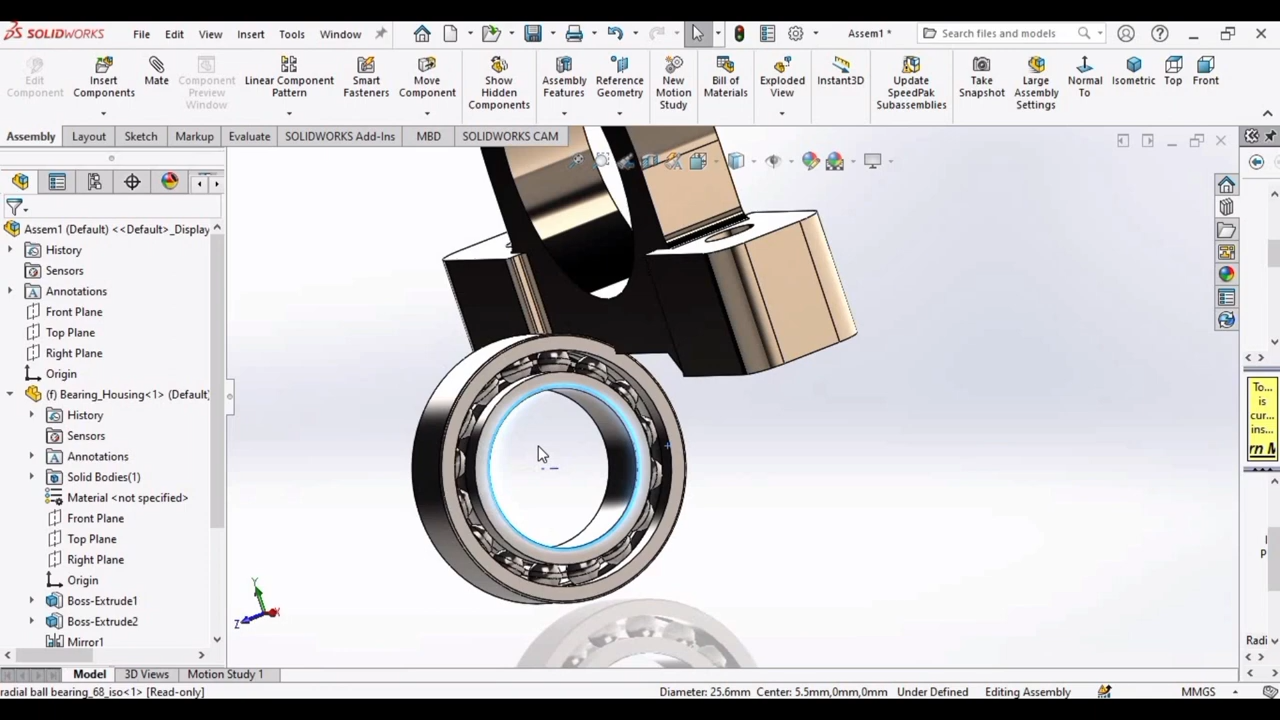 SOLIDWORKS File Edit View Insert Tools Window Assem1 * Search files and models
Edit Component
Insert Components
Mate
Component Preview Window
Linear Component Pattern
Smart Fasteners
Move Component
Show Hidden Components
Assembly Features
Reference Geometry
New Motion Study
Bill of Materials
Exploded View
Instant3D
Update SpeedPak Subassemblies
Take Snapshot
Large Assembly Settings
Normal To
Isometric
Top
Front
Assembly Layout Sketch Markup Evaluate SOLIDWORKS Add-Ins MBD SOLIDWORKS CAM
Assem1 (Default) <<Default>_Display
History
Sensors
Annotations
Front Plane
Top Plane
Right Plane
Origin
(f) Bearing_Housing<1> (Default)
History
Sensors
Annotations
Solid Bodies(1)
Material <not specified>
Front Plane
Top Plane
Right Plane
Origin
Boss-Extrude1
Boss-Extrude2
Mirror1
To...
is
cur...
ins...
Radi
Y
Z
X
Model 3D Views Motion Study 1
radial ball bearing_68_iso<1> [Read-only] Diameter: 25.6mm Center: 5.5mm,0mm,0mm Under Defined Editing Assembly MMGS